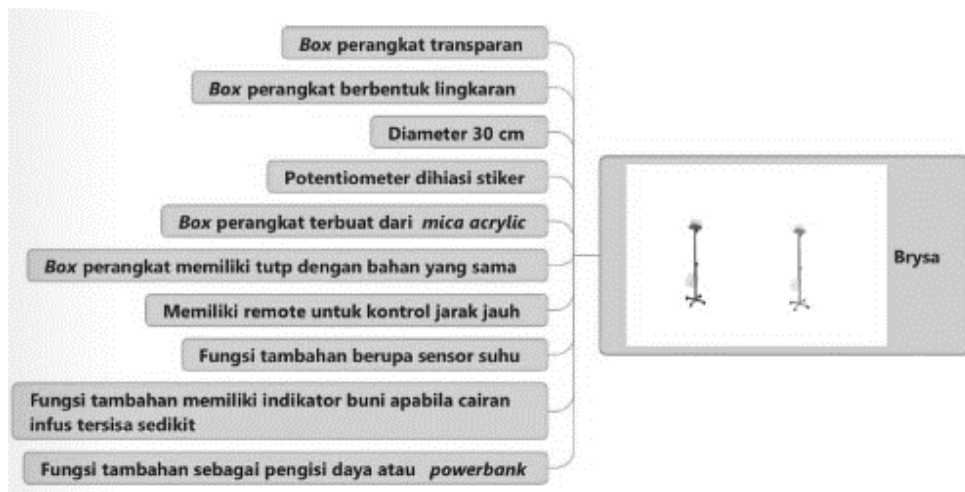 Box perangkat transparan
Box perangkat berbentuk lingkaran
Diameter 30 cm
Potentiometer dihiasi stiker
Box perangkat terbuat dari mica acrylic
Box perangkat memiliki tutp dengan bahan yang sama
Memiliki remote untuk kontrol jarak jauh
Fungsi tambahan berupa sensor suhu
Fungsi tambahan memiliki indikator buni apabila cairan
infus tersisa sedikit
Fungsi tambahan sebagai pengisi daya atau powerbank
Brysa